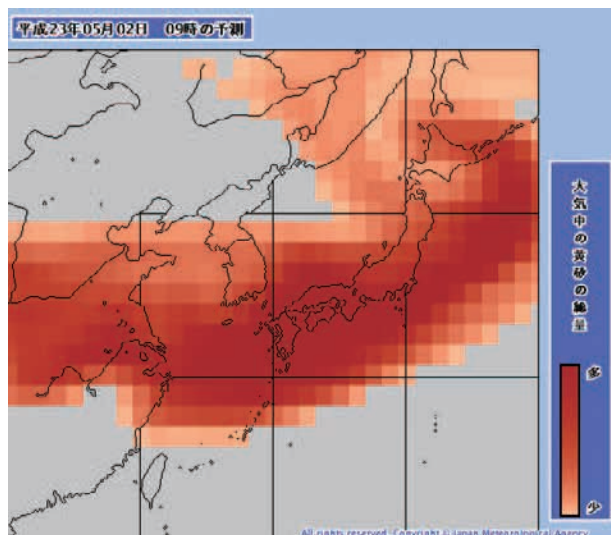 平成23年05月02日　09時の予測
大気中の黄砂の総量
多
少
All rights reserved. Copyright © Japan Meteorological Agency